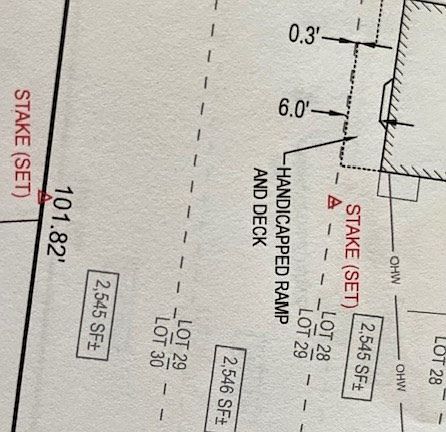 0.3'
6.0'
HANDICAPPED RAMP
AND DECK
STAKE (SET)
101.82'
STAKE (SET)
OHW
OHW
2,545 SF±
LOT 29
LOT 30
2,546 SF±
LOT 28
LOT 29
2,545 SF±
LOT 28